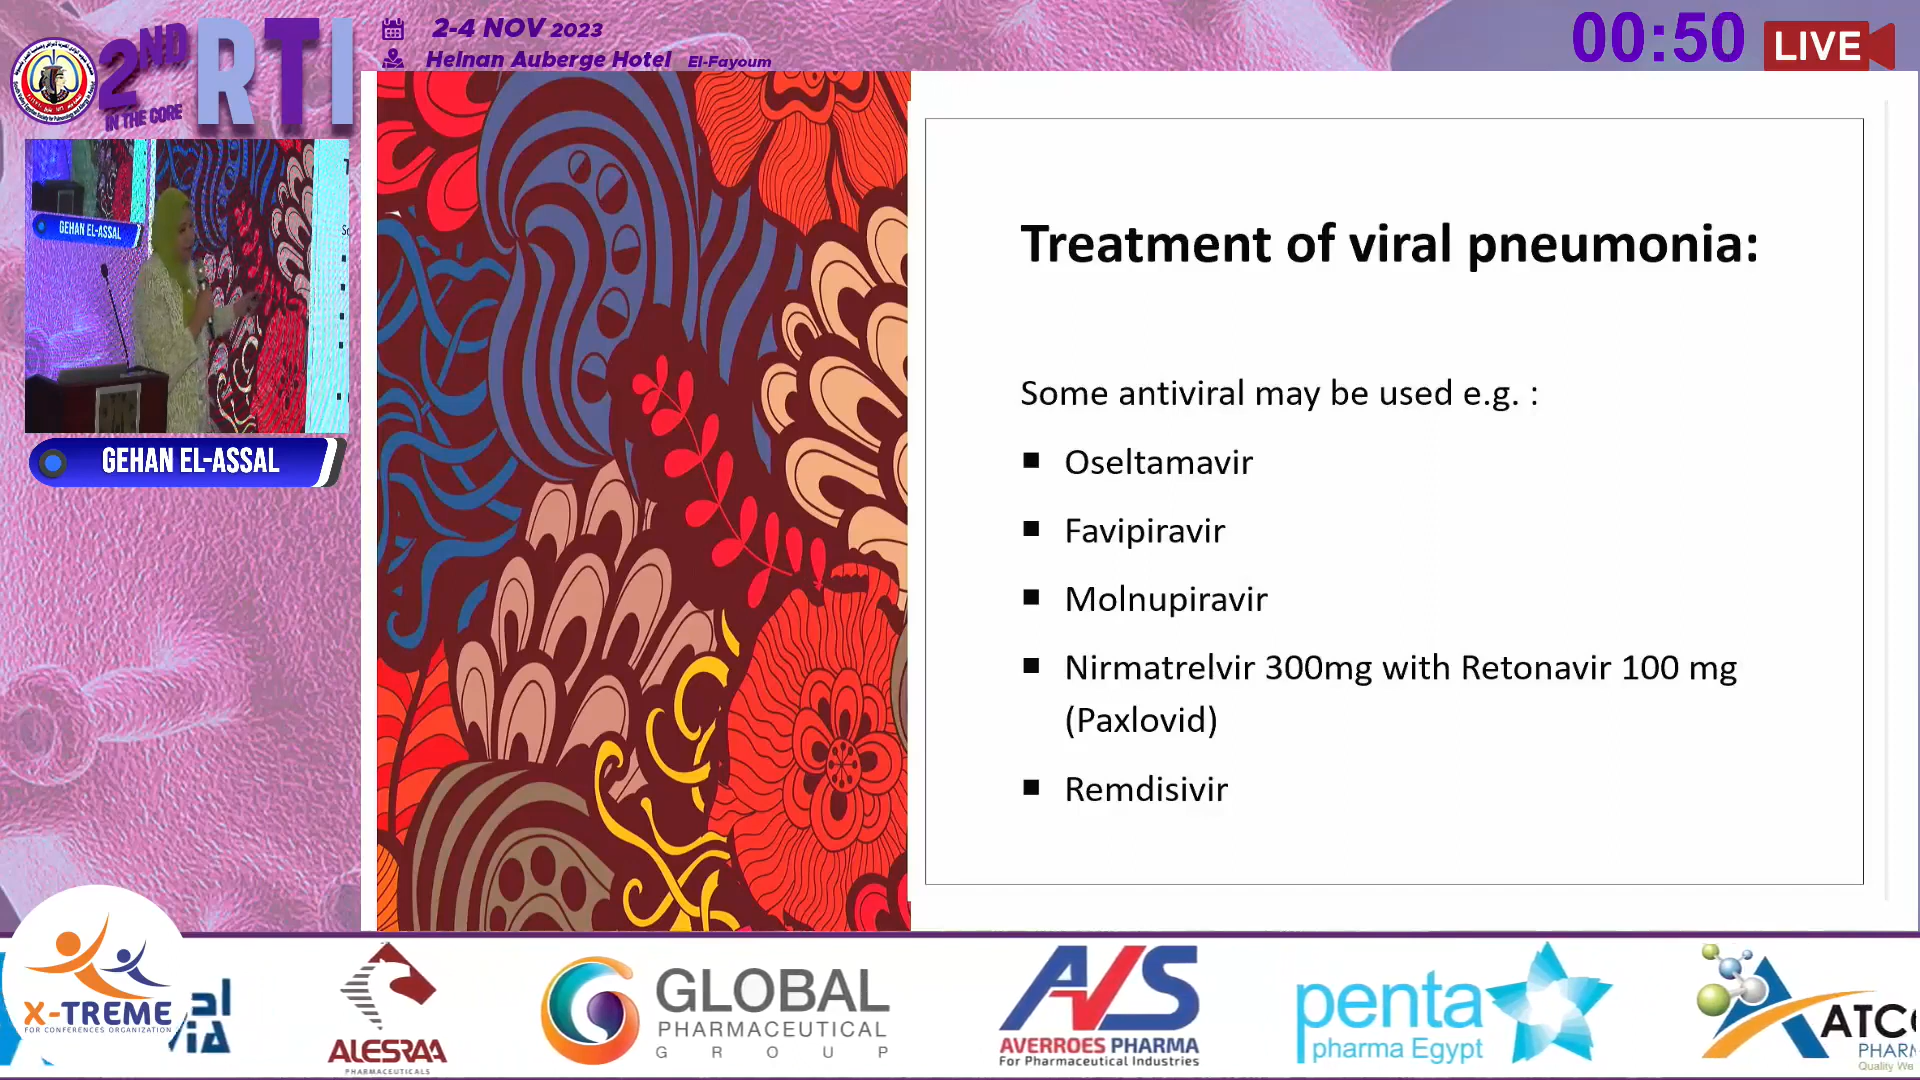 2ND RTI
IN THE CORE
2-4 NOV 2023
Helnan Auberge Hotel El-Fayoum
00:50
LIVE
GEHAN EL-ASSAL
GEHAN EL-ASSAL
Treatment of viral pneumonia:
Some antiviral may be used e.g. :
■ Oseltamavir
■ Favipiravir
■ Molnupiravir
■ Nirmatrelvir 300mg with Retonavir 100 mg
(Paxlovid)
■ Remdisivir
X-TREME
FOR CONFERENCES ORGANIZATION
ALESRAA
PHARMACEUTICALS
GLOBAL
PHARMACEUTICAL
GROUP
AVS
AVERROES PHARMA
For Pharmaceutical Industries
penta
pharma Egypt
ATC
PHAR
Quality We